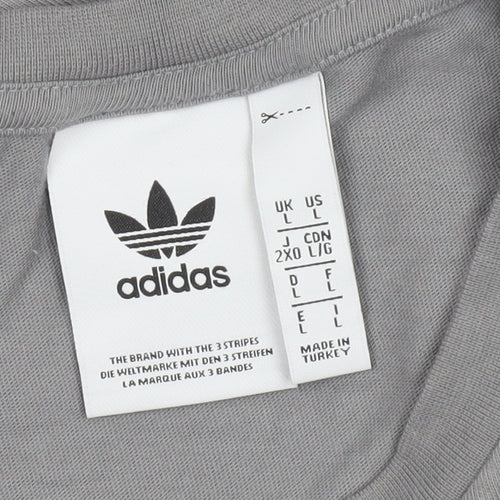 adidas
THE BRAND WITH THE 3 STRIPES
DIE WELTMARKE MIT DEN 3 STREIFEN
LA MARQUE AUX 3 BANDES
UK US
L L
J CDN
2XO L/G
D F
L L
E I
L L
MADE IN
TURKEY